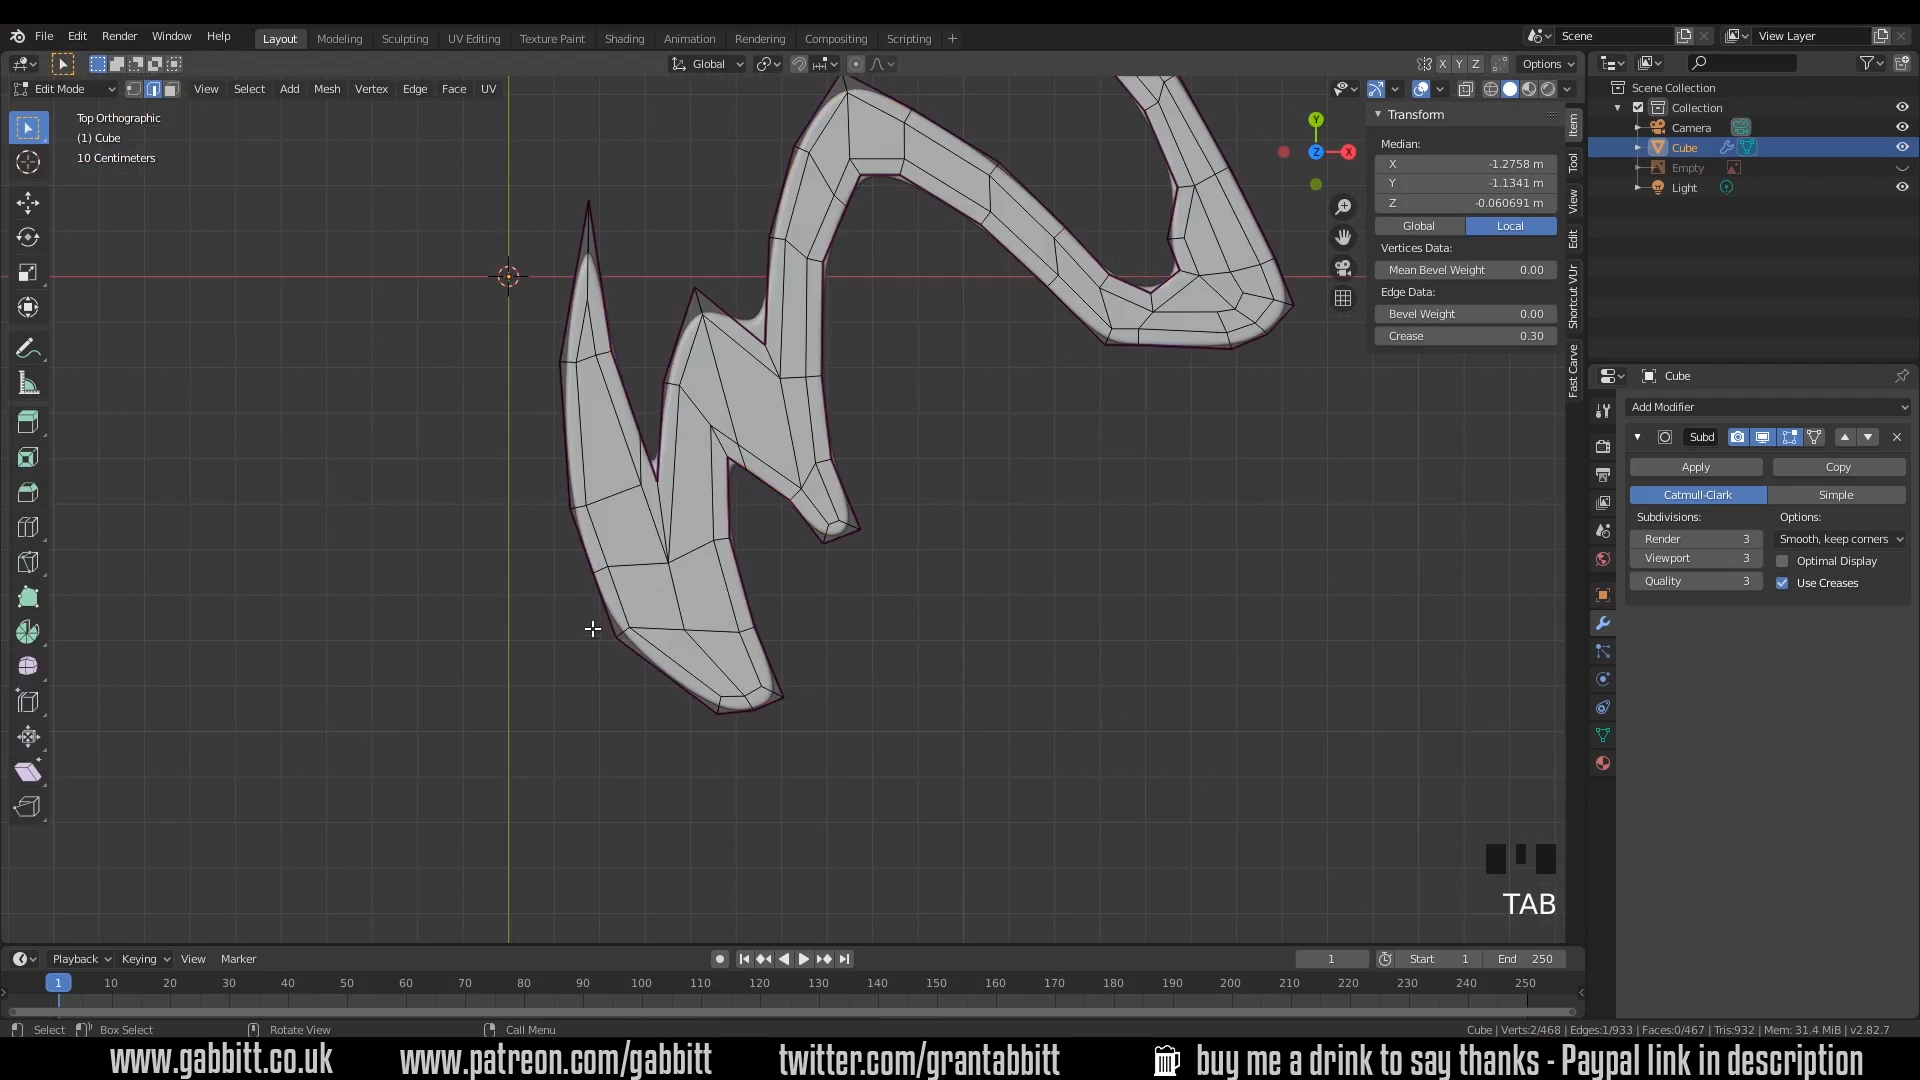 File Edit Render Window Help Layout Modeling Sculpting UV Editing Texture Paint Shading Animation Rendering Compositing Scripting + Scene View Layer
Global X Y Z Options
Edit Mode View Select Add Mesh Vertex Edge Face UV
Top Orthographic
(1) Cube
10 Centimeters
Y
Z
X
Transform
Median:
X -1.2758 m
Y -1.1341 m
Z -0.060691 m
Global Local
Vertices Data:
Mean Bevel Weight 0.00
Edge Data:
Bevel Weight 0.00
Crease 0.30
Item
Tool
View
Edit
Shortcut VUr
Fast Carve
Scene Collection
Collection
Camera
Cube
Empty
Light
Cube
Add Modifier
Subd
Apply Copy
Catmull-Clark Simple
Subdivisions: Options:
Render 3 Smooth, keep corners
Viewport 3 Optimal Display
Quality 3 Use Creases
TAB
Playback Keying View Marker 1 Start 1 End 250
1 10 20 30 40 50 60 70 80 90 100 110 120 130 140 150 160 170 180 190 200 210 220 230 240 250
Select Box Select Rotate View Call Menu Cube | Verts:2/468 | Edges:1/933 | Faces:0/467 | Tris:932 | Mem: 31.4 MiB | v2.82.7
www.gabbitt.co.uk www.patreon.com/gabbitt twitter.com/grantabbitt buy me a drink to say thanks - Paypal link in description